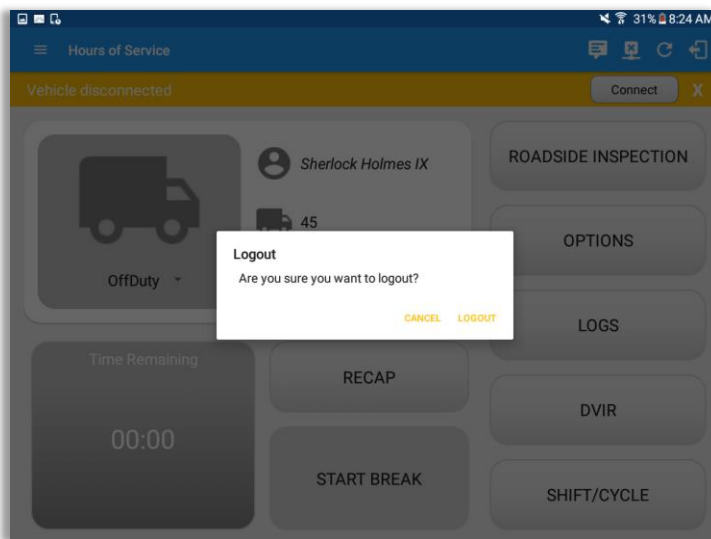 31% 8:24 AM
Hours of Service
Vehicle disconnected
Connect
X
Sherlock Holmes IX
45
OffDuty
Logout
Are you sure you want to logout?
CANCEL LOGOUT
Time Remaining
00:00
RECAP
START BREAK
ROADSIDE INSPECTION
OPTIONS
LOGS
DVIR
SHIFT/CYCLE